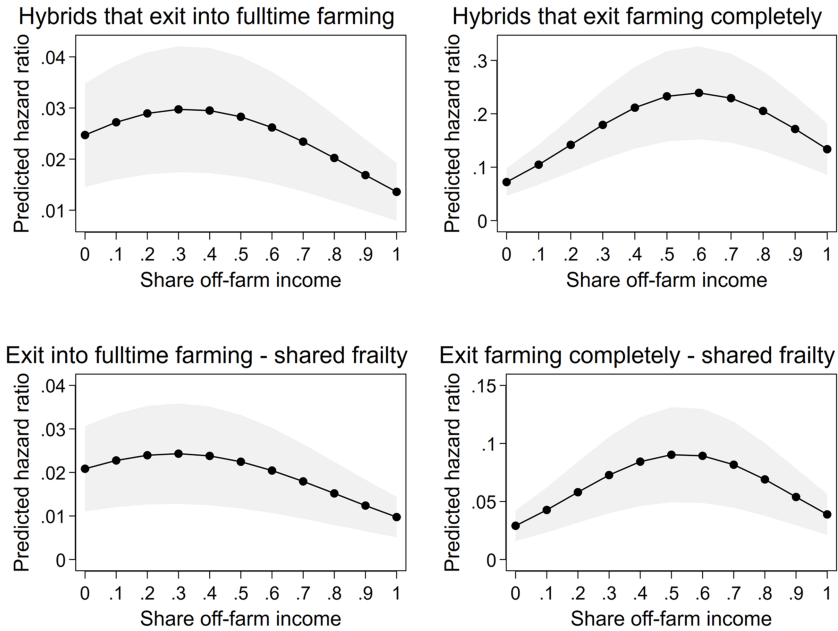 Hybrids that exit into fulltime farming
Predicted hazard ratio
.04
.03
.02
.01
0 .1 .2 .3 .4 .5 .6 .7 .8 .9 1
Share off-farm income
Hybrids that exit farming completely
Predicted hazard ratio
.3
.2
.1
0
0 .1 .2 .3 .4 .5 .6 .7 .8 .9 1
Share off-farm income
Exit into fulltime farming - shared frailty
Predicted hazard ratio
.04
.03
.02
.01
0
0 .1 .2 .3 .4 .5 .6 .7 .8 .9 1
Share off-farm income
Exit farming completely - shared frailty
Predicted hazard ratio
.15
.1
.05
0
0 .1 .2 .3 .4 .5 .6 .7 .8 .9 1
Share off-farm income